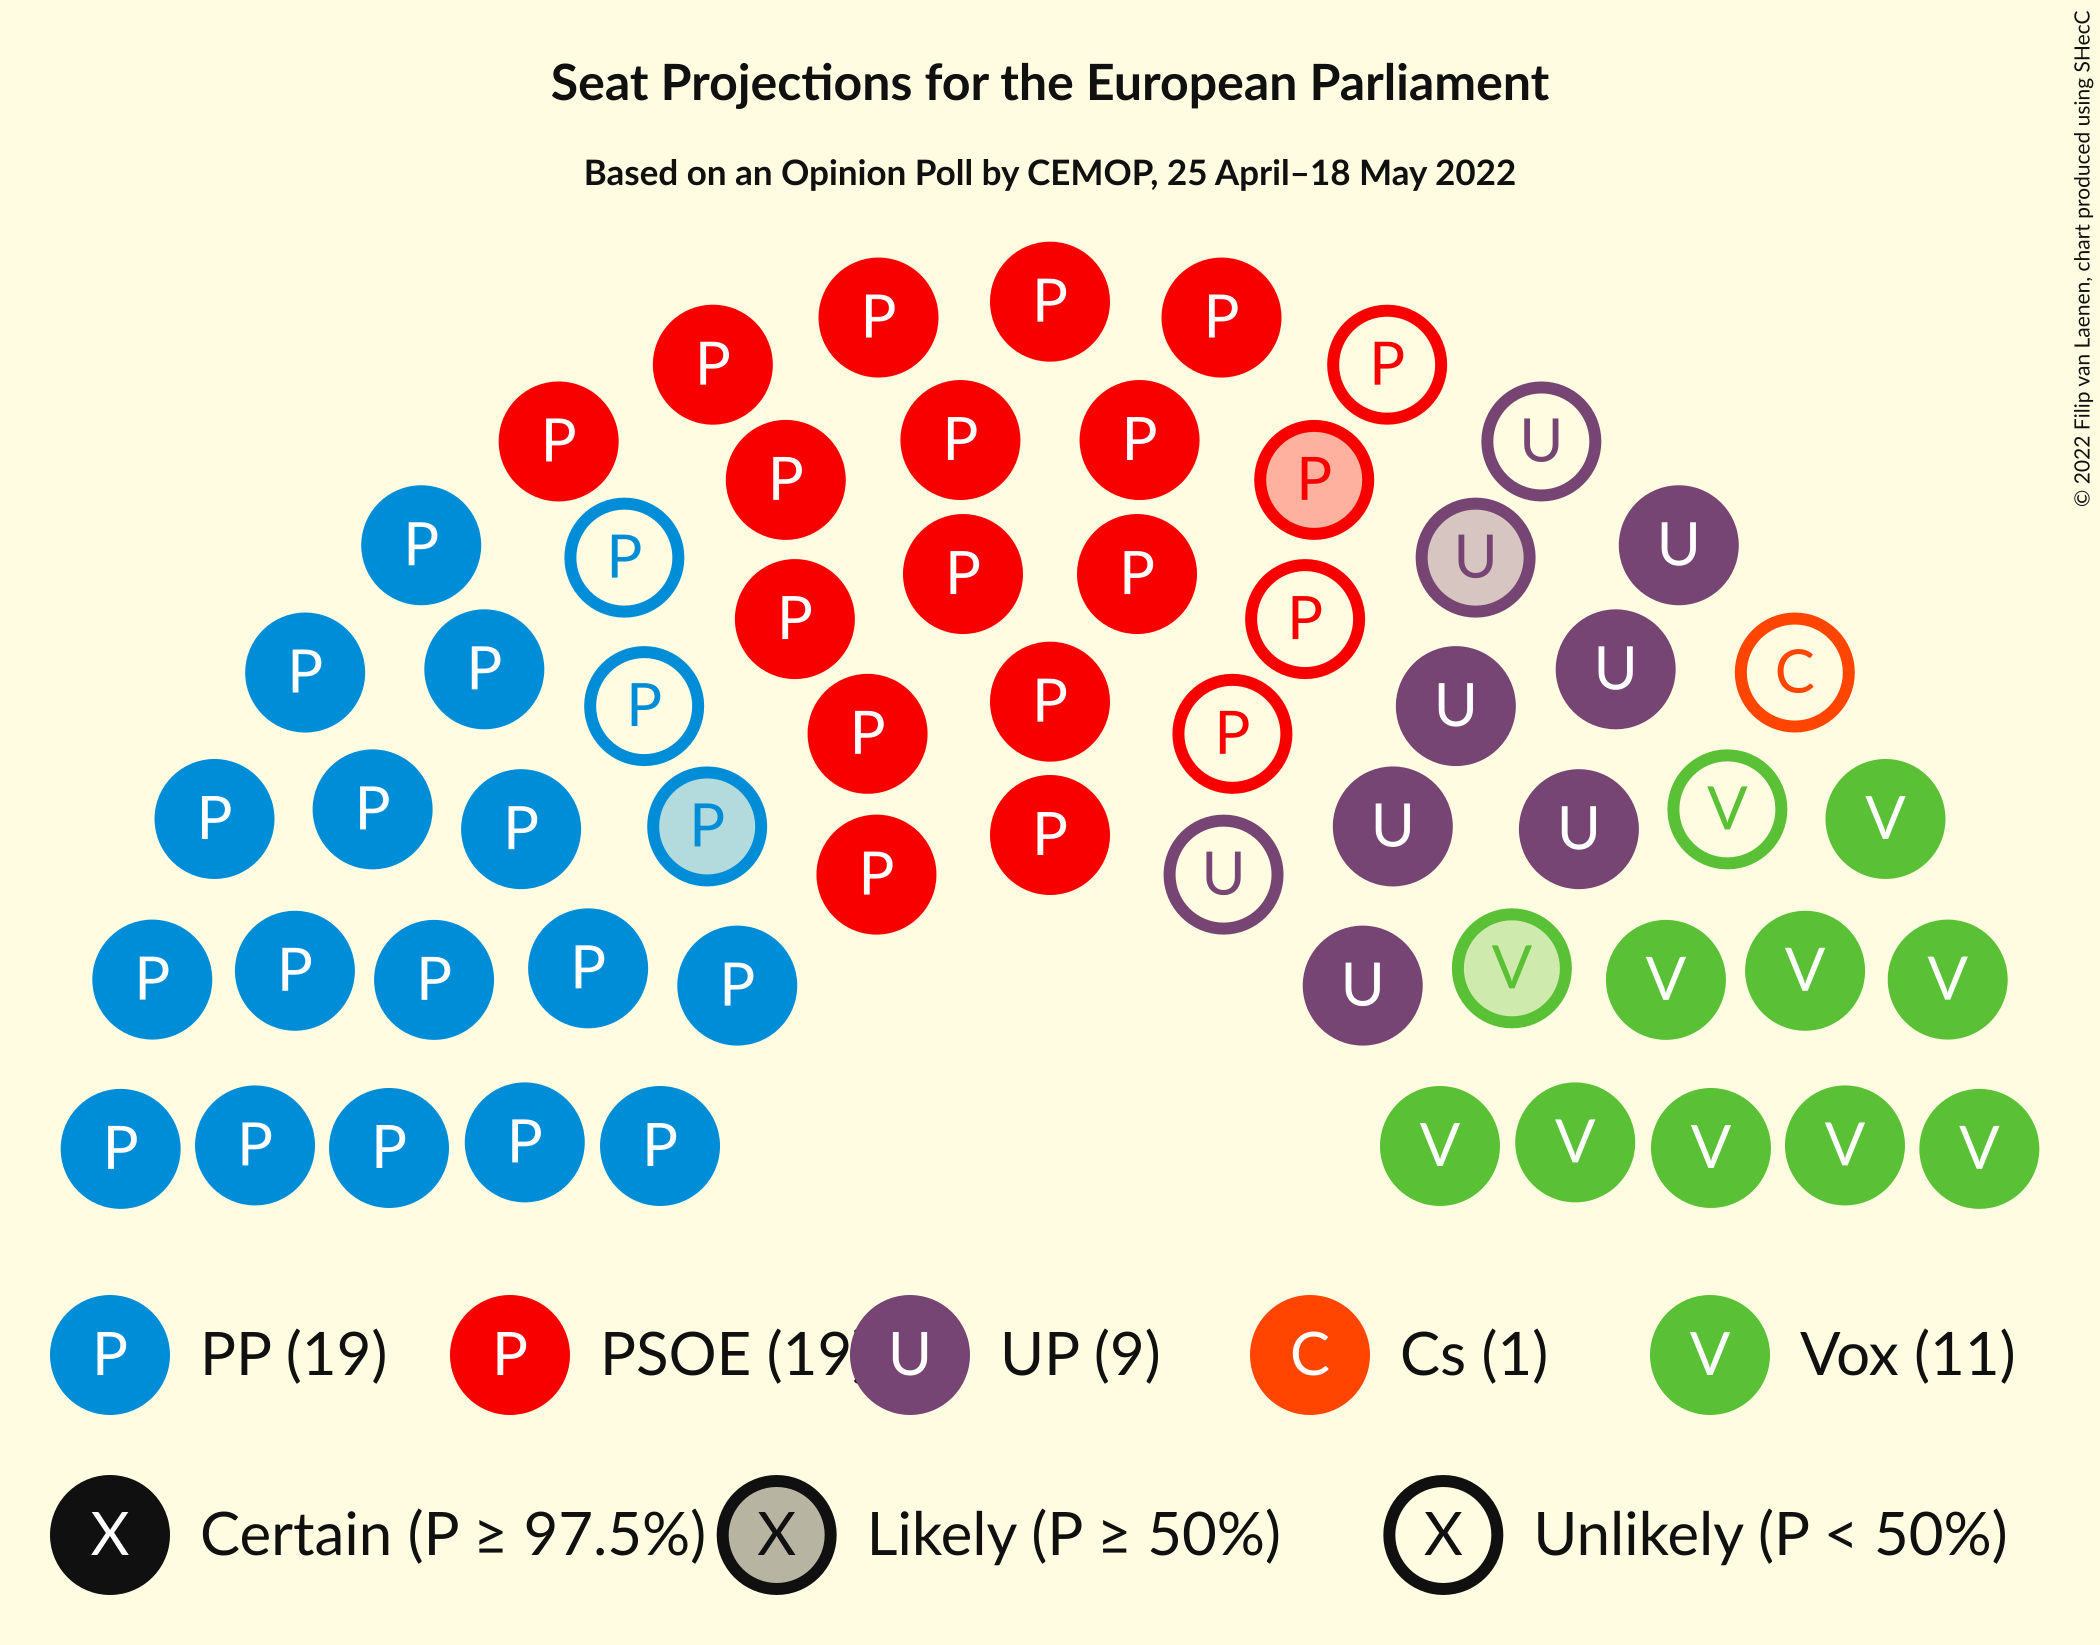 Seat Projections for the European Parliament
Based on an Opinion Poll by CEMOP, 25 April–18 May 2022
© 2022 Filip van Laenen, chart produced using SHecC
P P P
P P
P U
P P
P P
P U
P P P U U
P P
P P U
P P U C
P P P U
P P P P U U V V
P P U
P P P P P U V V V V
P P P P P V V V V V
P PP (19) P PSOE (19) U UP (9) C Cs (1) V Vox (11)
X Certain (P ≥ 97.5%) X Likely (P ≥ 50%) X Unlikely (P < 50%)